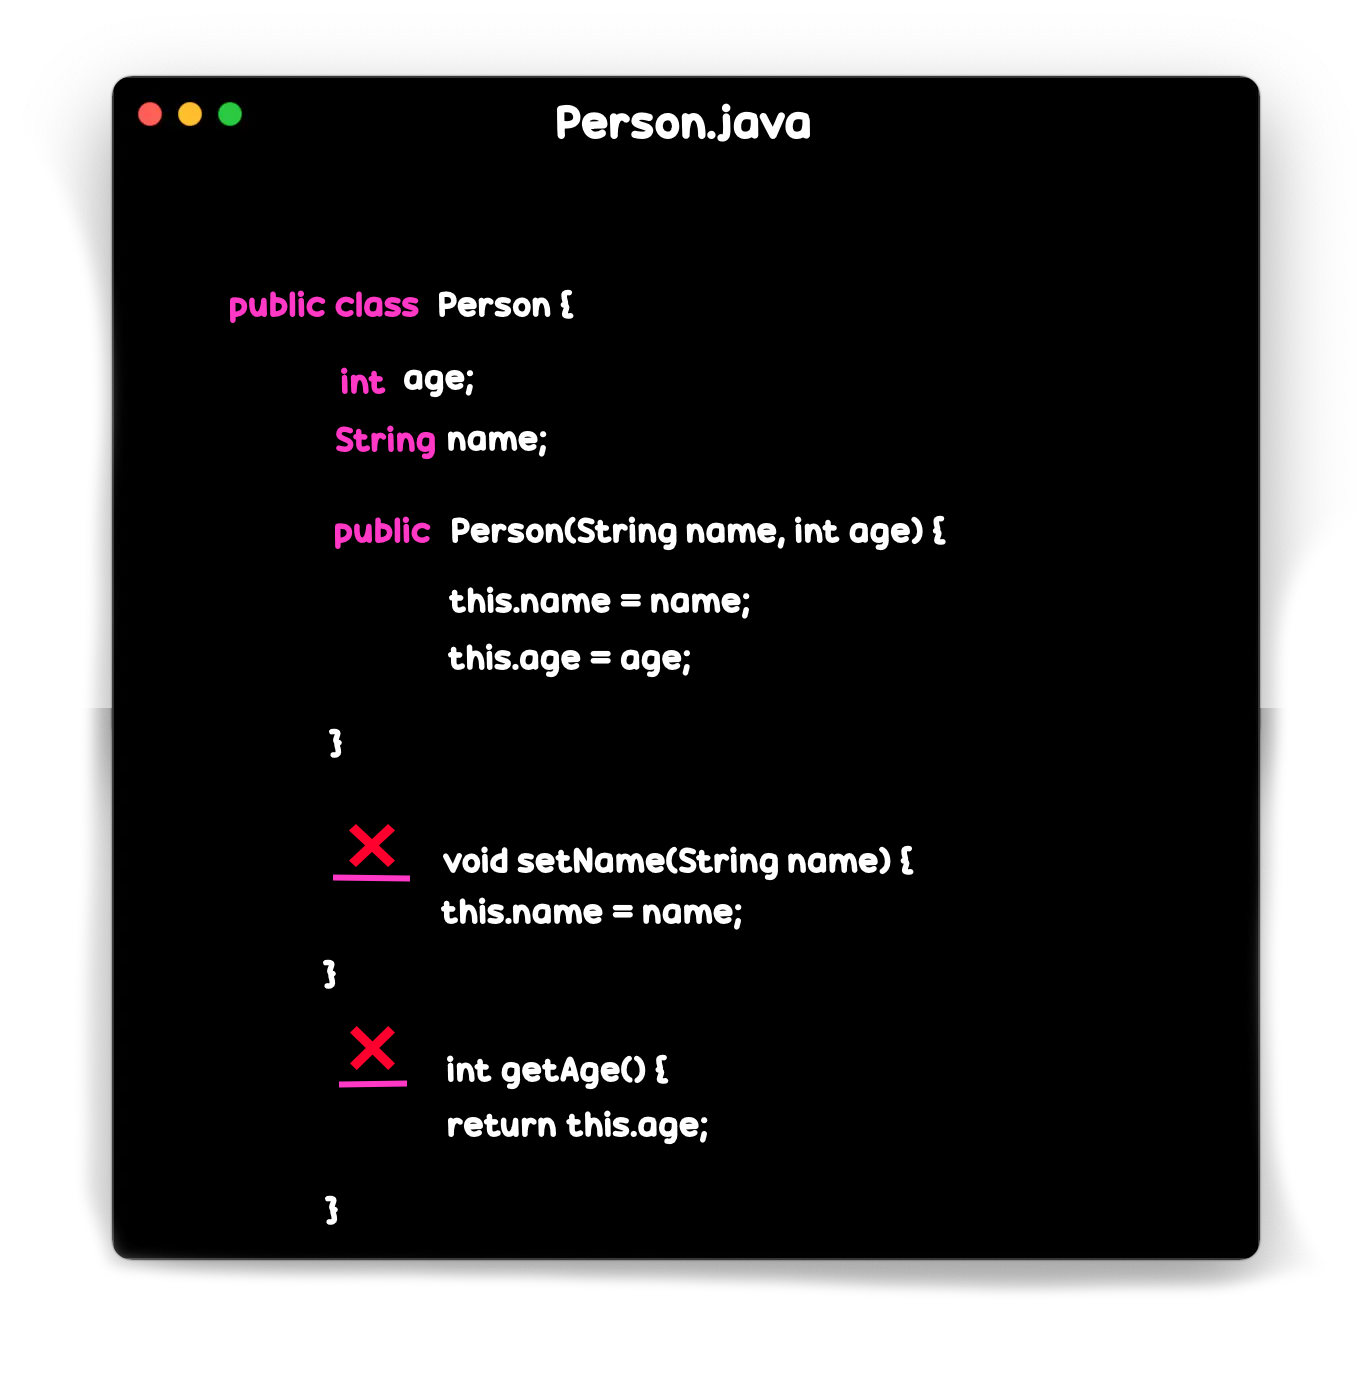 Person.java
public class Person {
int age;
String name;
public Person(String name, int age) {
this.name = name;
this.age = age;
}
void setName(String name) {
this.name = name;
}
int getAge() {
return this.age;
}